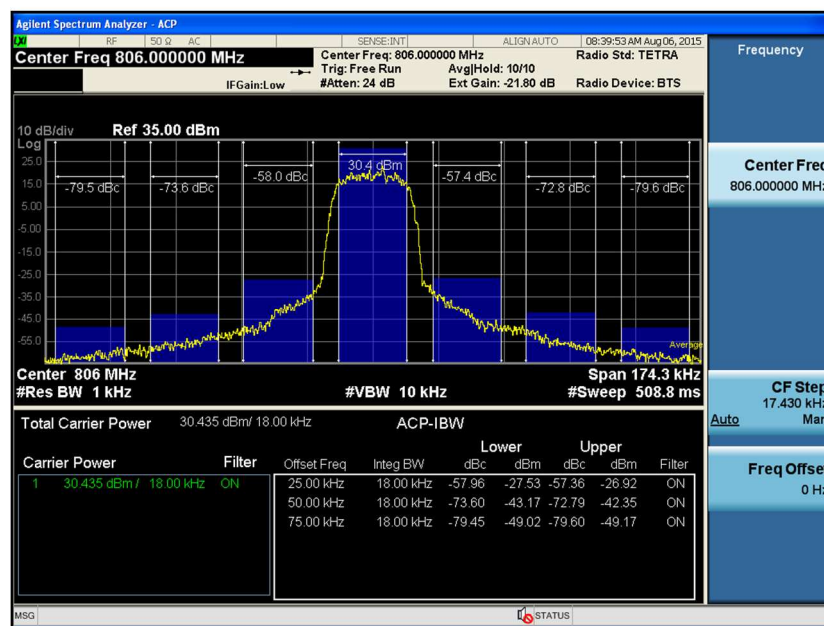 Agilent Spectrum Analyzer - ACP
LXI RF 50 Ω AC SENSE:INT ALIGN AUTO 08:39:53 AM Aug 06, 2015
Center Freq 806.000000 MHz
Center Freq: 806.000000 MHz Radio Std: TETRA
Trig: Free Run Avg|Hold: 10/10
IFGain:Low #Atten: 24 dB Ext Gain: -21.80 dB Radio Device: BTS
10 dB/div Ref 35.00 dBm
Log
25.0
15.0
5.00
-5.00
-15.0
-25.0
-35.0
-45.0
-55.0
-79.5 dBc -73.6 dBc -58.0 dBc 30.4 dBm -57.4 dBc -72.8 dBc -79.6 dBc
Average
Center 806 MHz Span 174.3 kHz
#Res BW 1 kHz #VBW 10 kHz #Sweep 508.8 ms
Total Carrier Power 30.435 dBm/ 18.00 kHz ACP-IBW
Lower Upper
Carrier Power Filter Offset Freq Integ BW dBc dBm dBc dBm Filter
1 30.435 dBm / 18.00 kHz ON 25.00 kHz 18.00 kHz -57.96 -27.53 -57.36 -26.92 ON
50.00 kHz 18.00 kHz -73.60 -43.17 -72.79 -42.35 ON
75.00 kHz 18.00 kHz -79.45 -49.02 -79.60 -49.17 ON
MSG STATUS
Frequency
Center Freq
806.000000 MHz
CF Step
17.430 kHz
Auto Man
Freq Offset
0 Hz